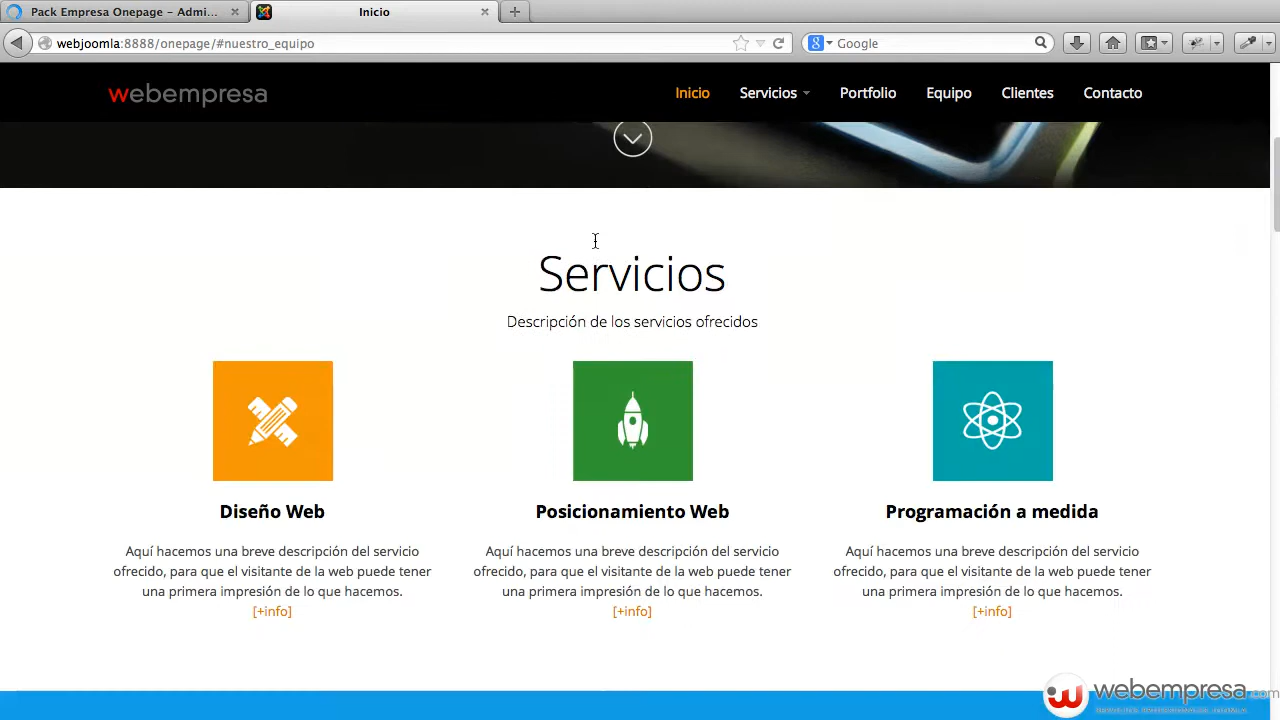 Pack Empresa Onepage – Admi...
Inicio
webjoomla:8888/onepage/#nuestro_equipo
Google
webempresa
Inicio Servicios Portfolio Equipo Clientes Contacto
Servicios
Descripción de los servicios ofrecidos
Diseño Web
Aquí hacemos una breve descripción del servicio
ofrecido, para que el visitante de la web puede tener
una primera impresión de lo que hacemos.
[+info]
Posicionamiento Web
Aquí hacemos una breve descripción del servicio
ofrecido, para que el visitante de la web puede tener
una primera impresión de lo que hacemos.
[+info]
Programación a medida
Aquí hacemos una breve descripción del servicio
ofrecido, para que el visitante de la web puede tener
una primera impresión de lo que hacemos.
[+info]
webempresa.com